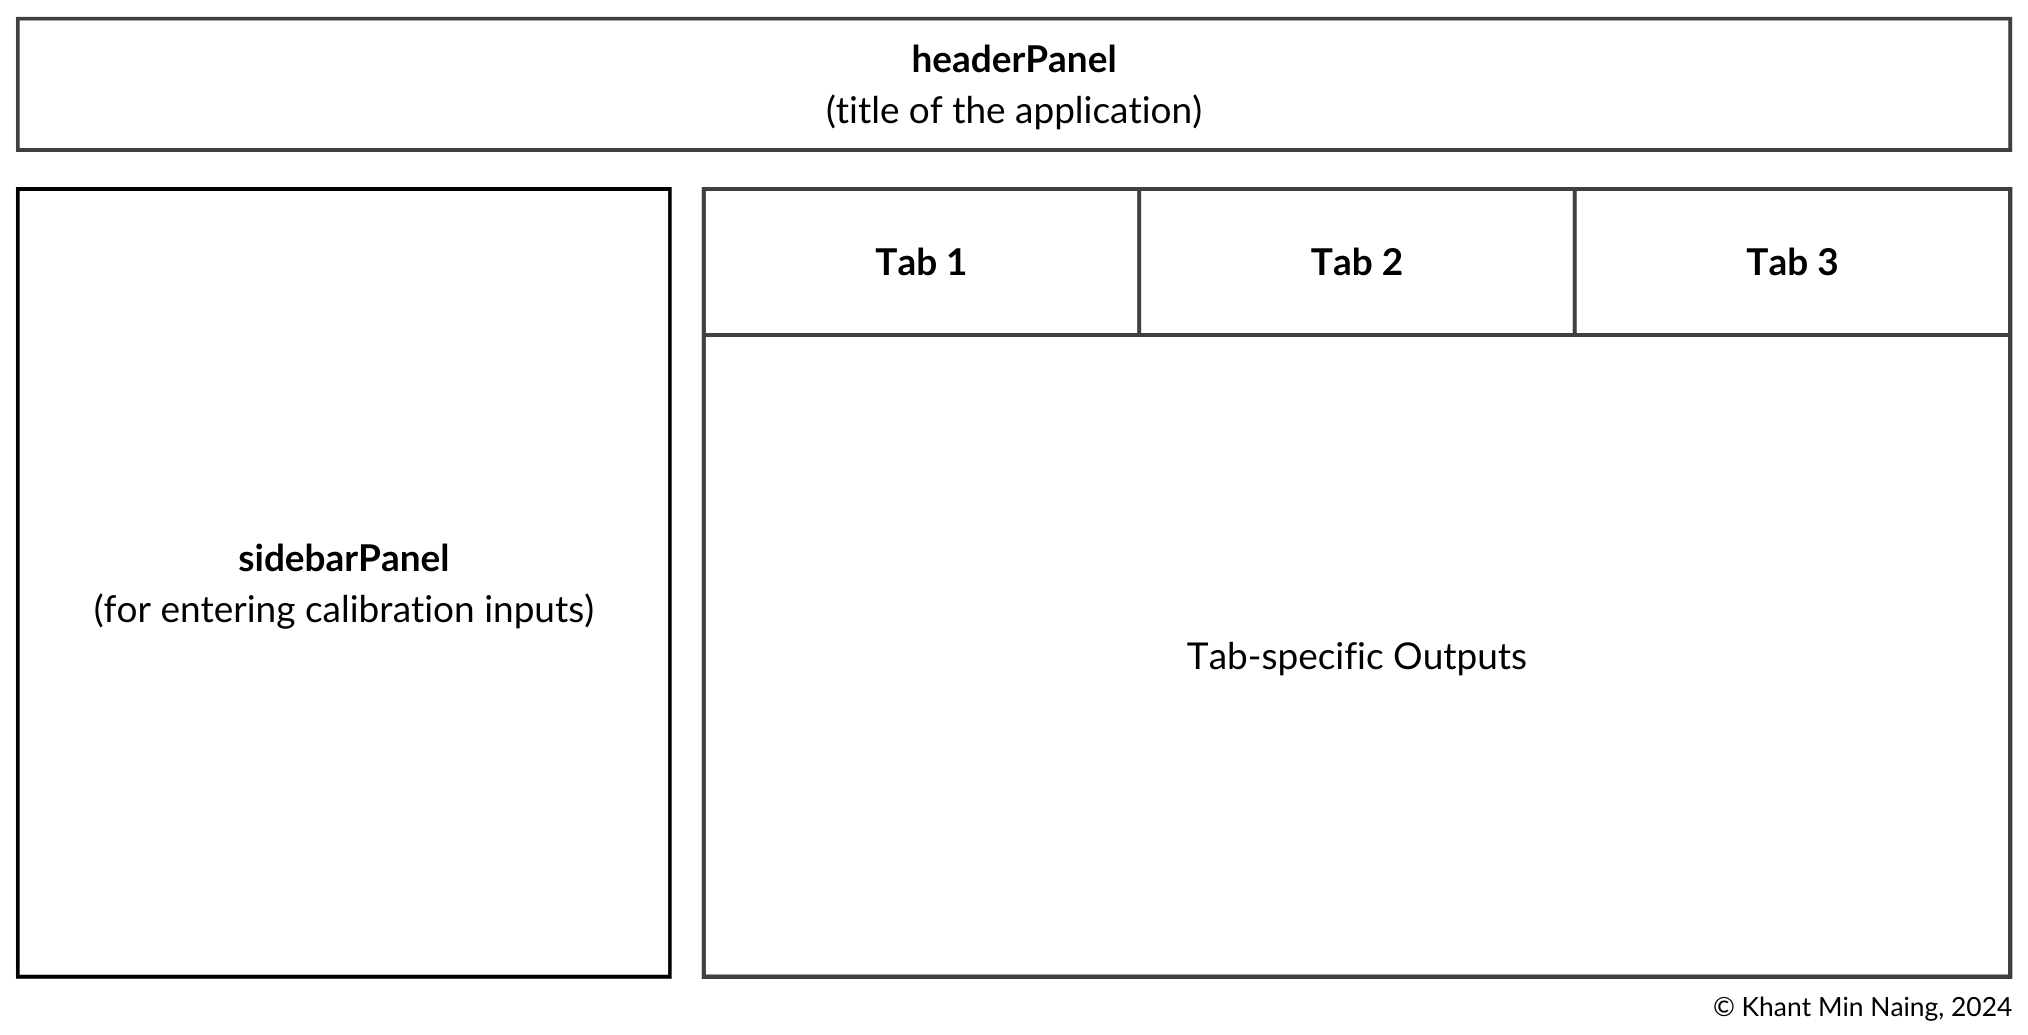 headerPanel
(title of the application)
Tab 1
Tab 2
Tab 3
sidebarPanel
(for entering calibration inputs)
Tab-specific Outputs
© Khant Min Naing, 2024